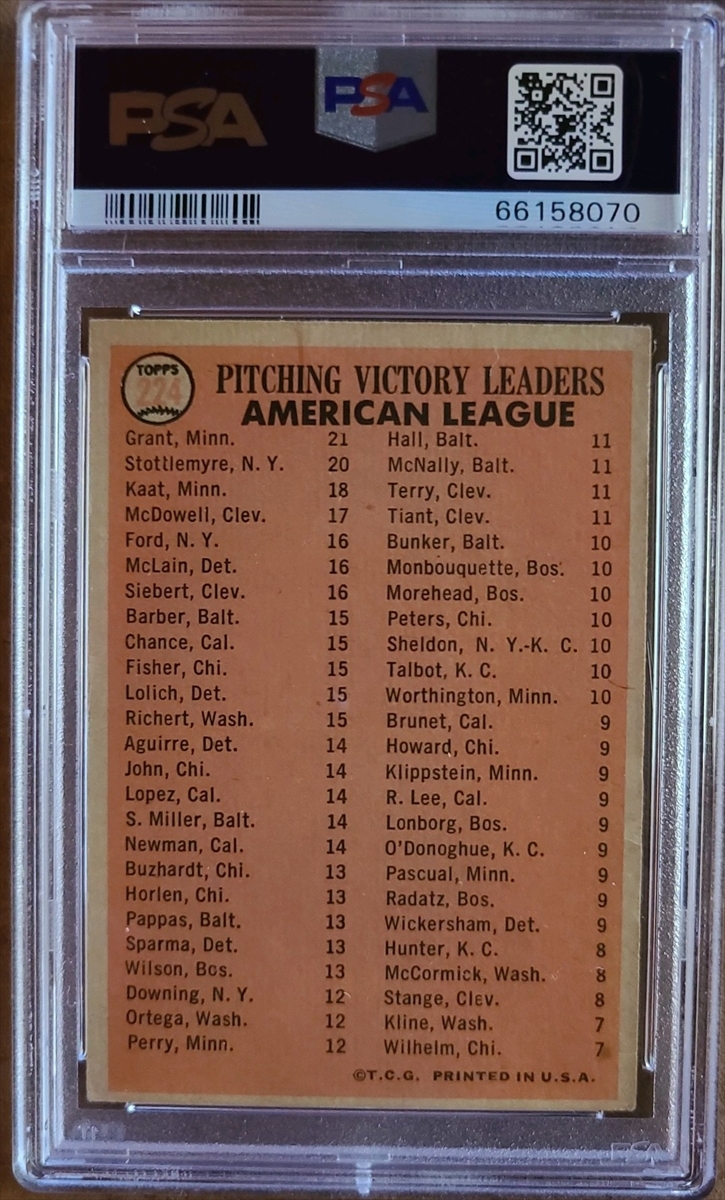 PSA
PSA
66158070
TOPPS
224
PITCHING VICTORY LEADERS
AMERICAN LEAGUE
Grant, Minn. 21 Hall, Balt. 11
Stottlemyre, N. Y. 20 McNally, Balt. 11
Kaat, Minn. 18 Terry, Clev. 11
McDowell, Clev. 17 Tiant, Clev. 11
Ford, N. Y. 16 Bunker, Balt. 10
McLain, Det. 16 Monbouquette, Bos. 10
Siebert, Clev. 16 Morehead, Bos. 10
Barber, Balt. 15 Peters, Chi. 10
Chance, Cal. 15 Sheldon, N. Y.-K. C. 10
Fisher, Chi. 15 Talbot, K. C. 10
Lolich, Det. 15 Worthington, Minn. 10
Richert, Wash. 15 Brunet, Cal. 9
Aguirre, Det. 14 Howard, Chi. 9
John, Chi. 14 Klippstein, Minn. 9
Lopez, Cal. 14 R. Lee, Cal. 9
S. Miller, Balt. 14 Lonborg, Bos. 9
Newman, Cal. 14 O'Donoghue, K. C. 9
Buzhardt, Chi. 13 Pascual, Minn. 9
Horlen, Chi. 13 Radatz, Bos. 9
Pappas, Balt. 13 Wickersham, Det. 9
Sparma, Det. 13 Hunter, K. C. 8
Wilson, Bos. 13 McCormick, Wash. 8
Downing, N. Y. 12 Stange, Clev. 8
Ortega, Wash. 12 Kline, Wash. 7
Perry, Minn. 12 Wilhelm, Chi. 7
©T.C.G. PRINTED IN U.S.A.
PSA